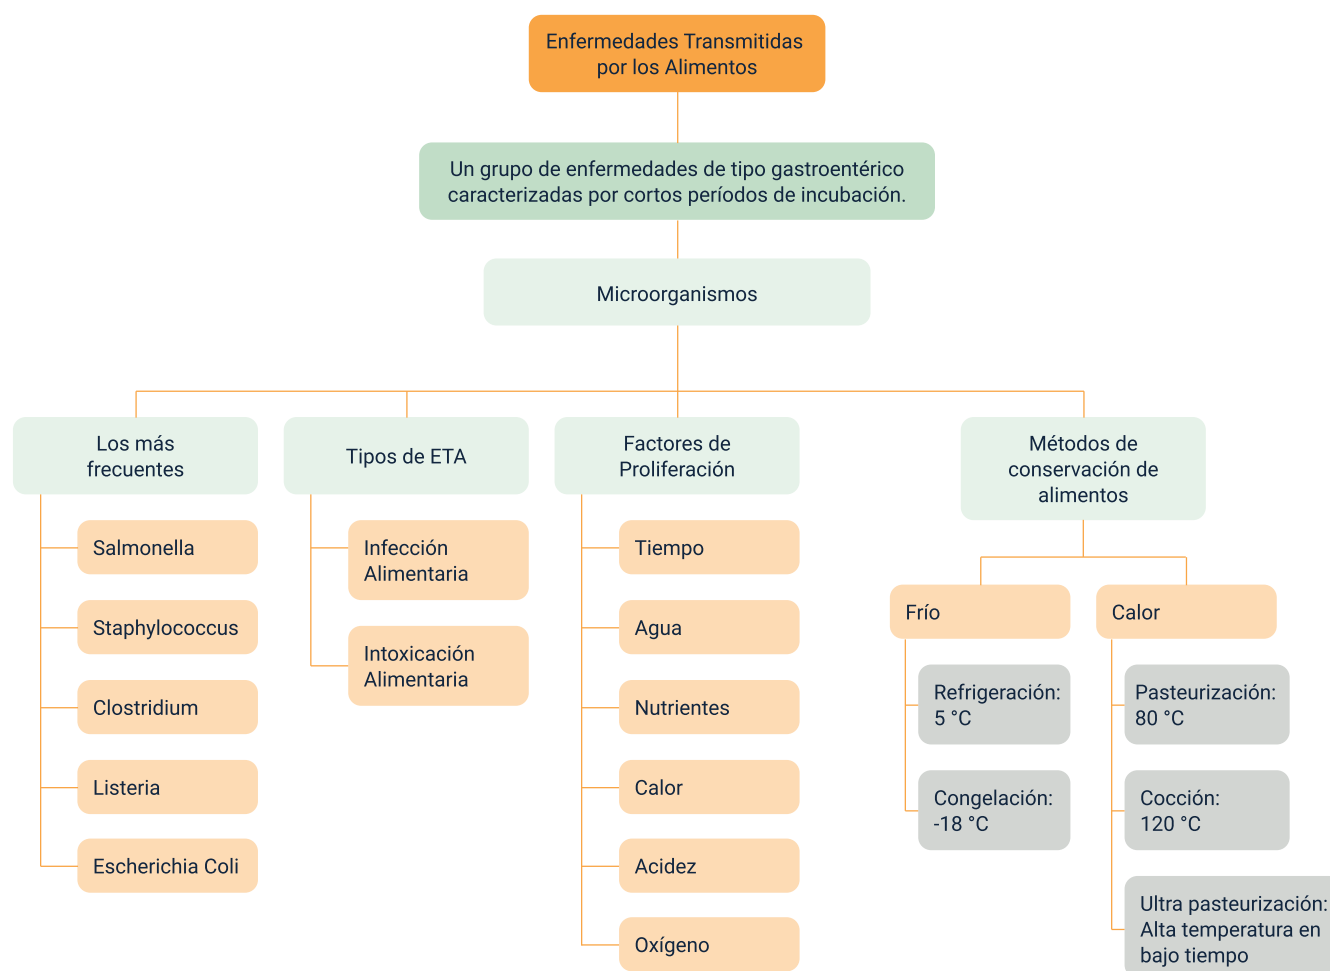 Enfermedades Transmitidas
por los Alimentos
Un grupo de enfermedades de tipo gastroentérico
caracterizadas por cortos períodos de incubación.
Microorganismos
Los más
frecuentes
Salmonella
Staphylococcus
Clostridium
Listeria
Escherichia Coli
Tipos de ETA
Infección
Alimentaria
Intoxicación
Alimentaria
Factores de
Proliferación
Tiempo
Agua
Nutrientes
Calor
Acidez
Oxígeno
Métodos de
conservación de
alimentos
Frío
Refrigeración:
5 °C
Congelación:
-18 °C
Calor
Pasteurización:
80 °C
Cocción:
120 °C
Ultra pasteurización:
Alta temperatura en
bajo tiempo